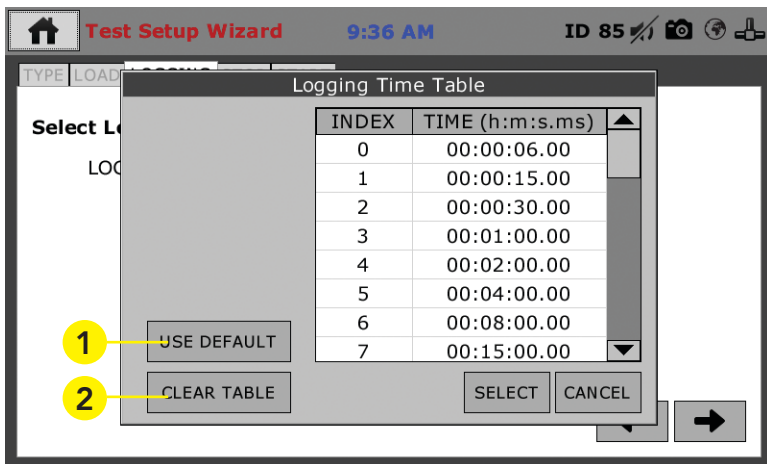 Test Setup Wizard 9:36 AM ID 85
TYPE LOAD
Logging Time Table
Select Lo
LOC
INDEX TIME (h:m:s.ms)
0 00:00:06.00
1 00:00:15.00
2 00:00:30.00
3 00:01:00.00
4 00:02:00.00
5 00:04:00.00
6 00:08:00.00
7 00:15:00.00
1 USE DEFAULT
2 CLEAR TABLE
SELECT CANCEL